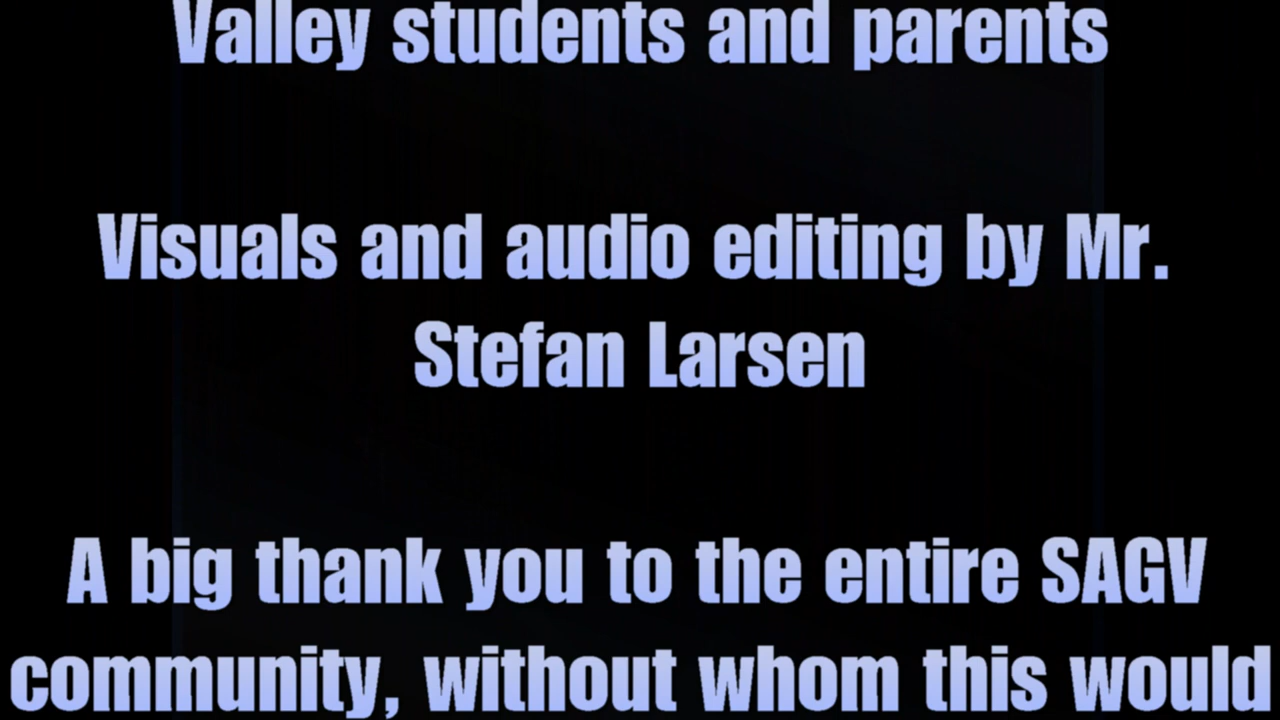 Valley students and parents
Visuals and audio editing by Mr.
Stefan Larsen
A big thank you to the entire SAGV
community, without whom this would